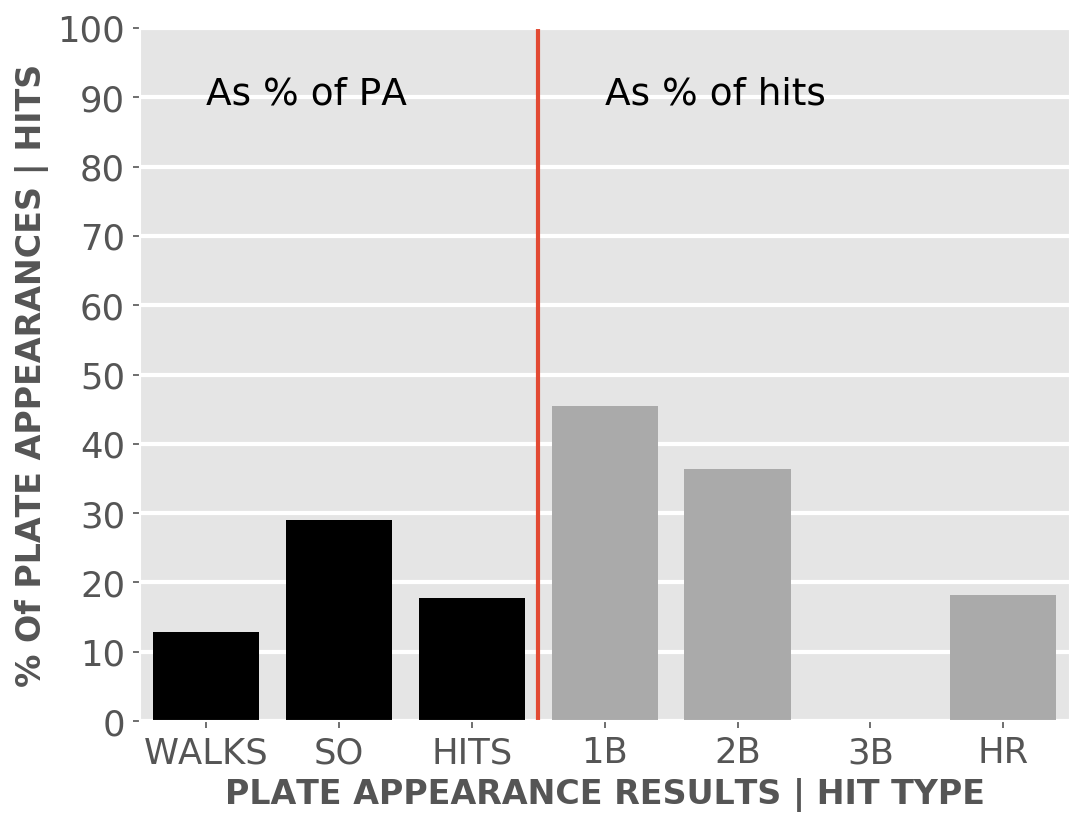 As % of PA
As % of hits
% Of PLATE APPEARANCES | HITS
100
90
80
70
60
50
40
30
20
10
0
WALKS SO HITS 1B 2B 3B HR
PLATE APPEARANCE RESULTS | HIT TYPE